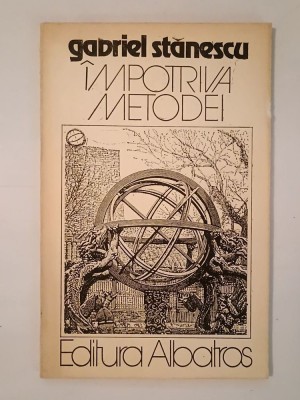 gabriel stănescu
ÎMPOTRIVA
METODEI
Editura Albatros